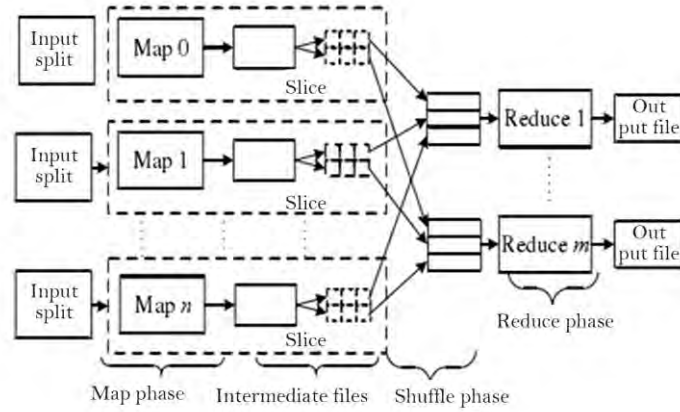 Input
split
Map 0
Slice
Input
split
Map 1
Slice
Reduce 1
Out
put file
Input
split
Map n
Slice
Reduce m
Out
put file
Reduce phase
Map phase
Intermediate files
Shuffle phase